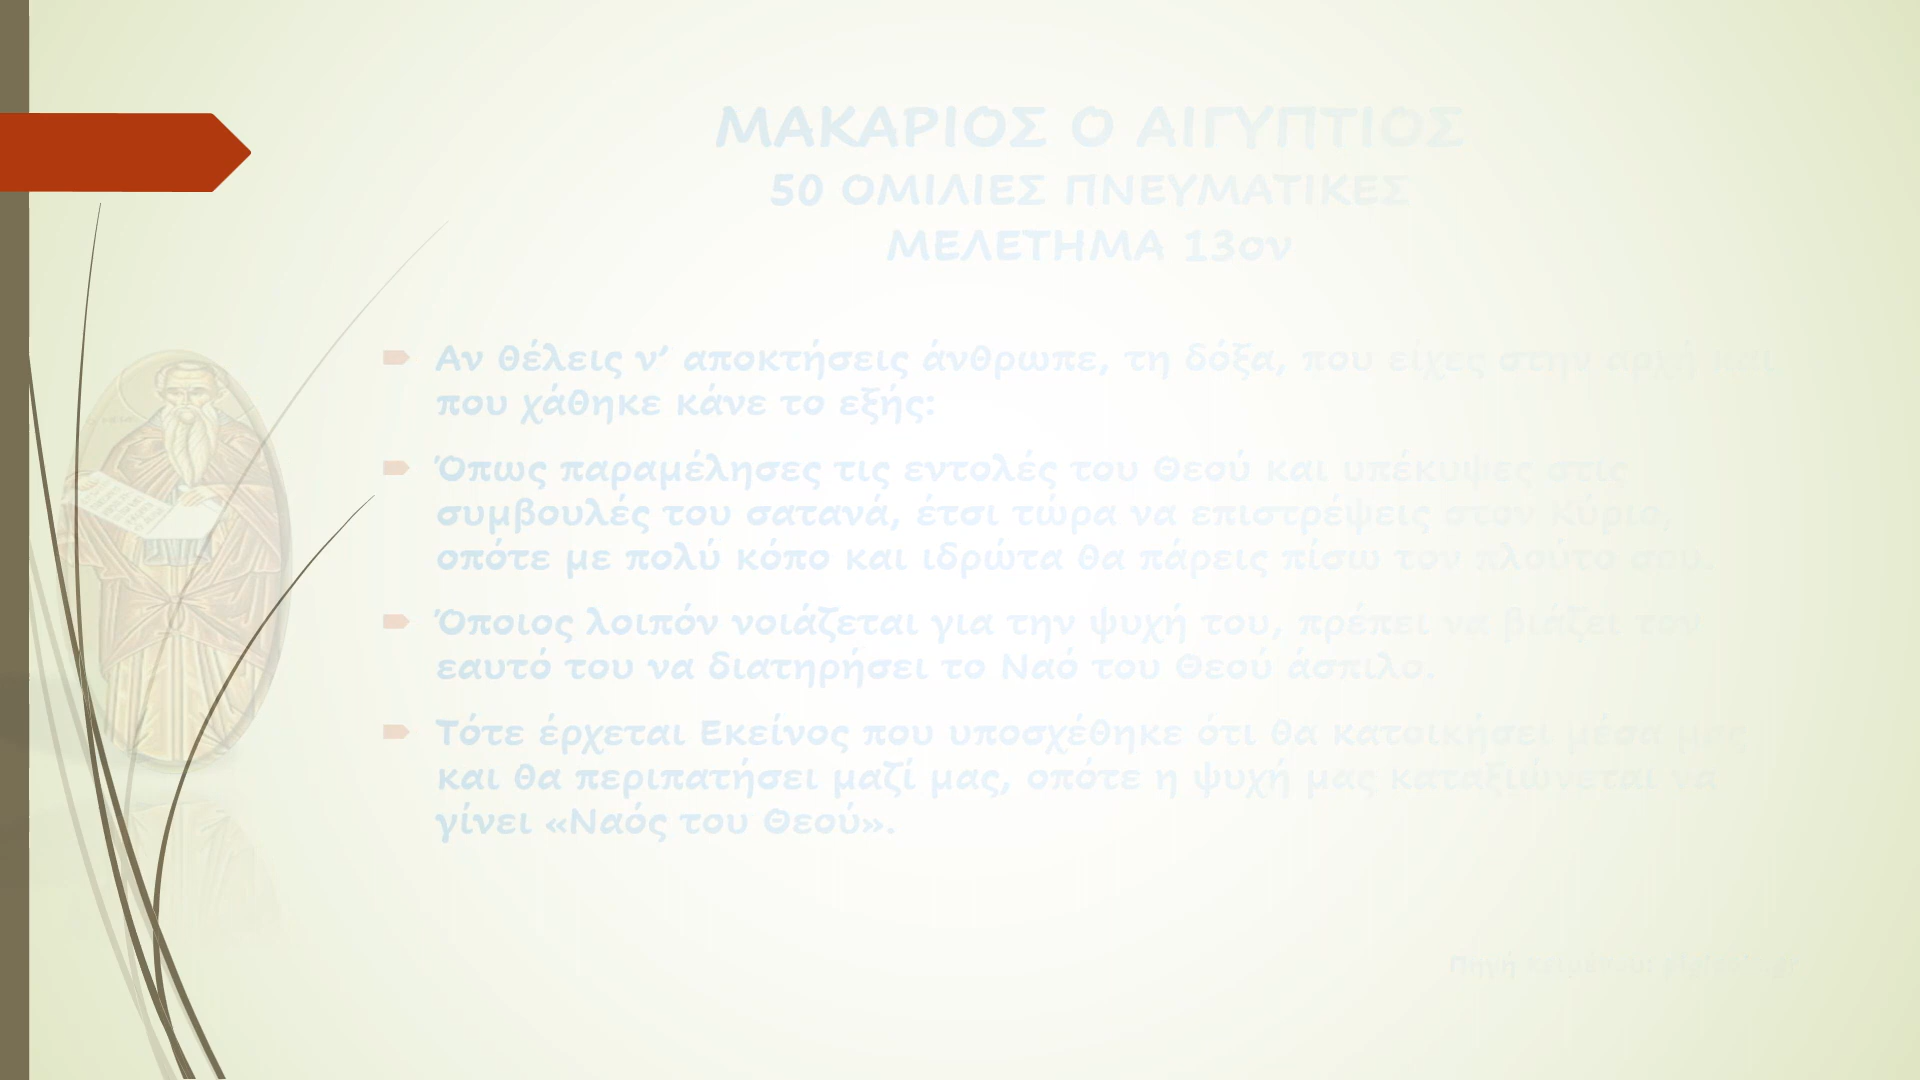 ΜΑΚΑΡΙΟΣ Ο ΑΙΓΥΠΤΙΟΣ
50 ΟΜΙΛΙΕΣ ΠΝΕΥΜΑΤΙΚΕΣ
ΜΕΛΕΤΗΜΑ 13ον
Αν θέλεις ν’ αποκτήσεις άνθρωπε, τη δόξα, που είχες στην αρχή και
που χάθηκε κάνε το εξής:
Όπως παραμέλησες τις εντολές του Θεού και υπέκυψες στις
συμβουλές του σατανά, έτσι τώρα να επιστρέψεις στον Κύριο,
οπότε με πολύ κόπο και ιδρώτα θα πάρεις πίσω τον πλούτο σου.
Όποιος λοιπόν νοιάζεται για την ψυχή του, πρέπει να βιάζει τον
εαυτό του να διατηρήσει το Ναό του Θεού άσπιλο.
Τότε έρχεται Εκείνος που υποσχέθηκε ότι θα κατοικήσει μέσα μας
και θα περιπατήσει μαζί μας, οπότε η ψυχή μας καταξιώνεται να
γίνει «Ναός του Θεού».
Πηγή